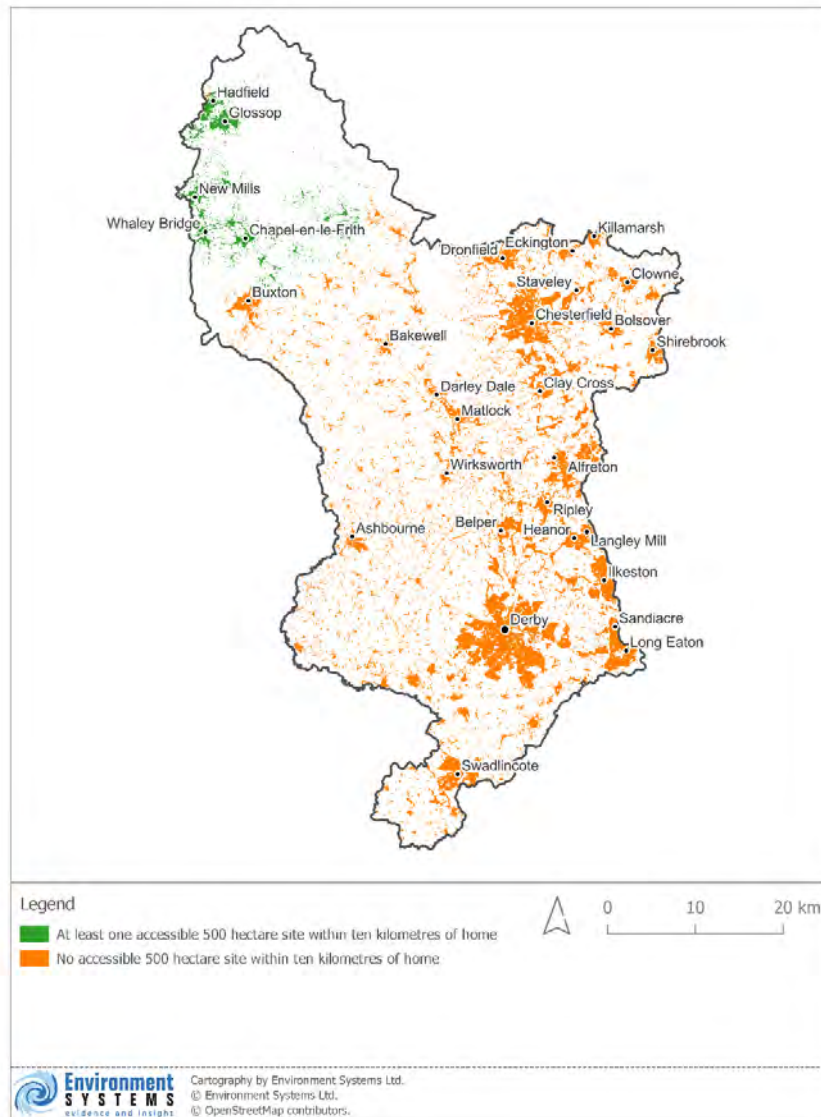 Hadfield
Glossop
New Mills
Whaley Bridge
Chapel-en-le-Frith
Killamarsh
Dronfield
Eckington
Clowne
Staveley
Buxton
Chesterfield
Bolsover
Bakewell
Shirebrook
Darley Dale
Clay Cross
Matlock
Wirksworth
Alfreton
Ripley
Belper
Heanor
Ashbourne
Langley Mill
Ilkeston
Derby
Sandiacre
Long Eaton
Swadlincote
Legend
At least one accessible 500 hectare site within ten kilometres of home
No accessible 500 hectare site within ten kilometres of home
0 10 20 km
Environment
SYSTEMS
evidence and insight
Cartography by Environment Systems Ltd.
© Environment Systems Ltd.
© OpenStreetMap contributors.